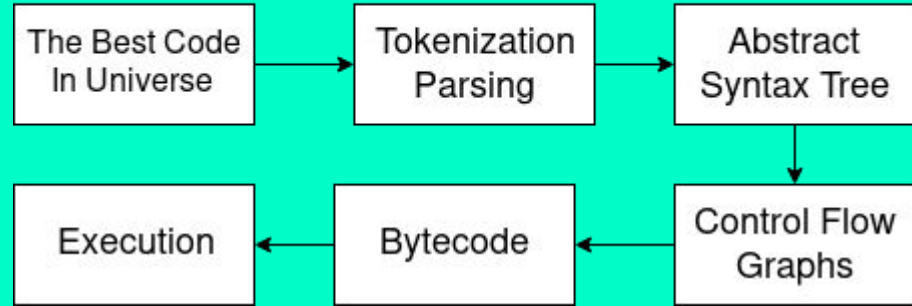 The Best Code
In Universe
Tokenization
Parsing
Abstract
Syntax Tree
Control Flow
Graphs
Bytecode
Execution